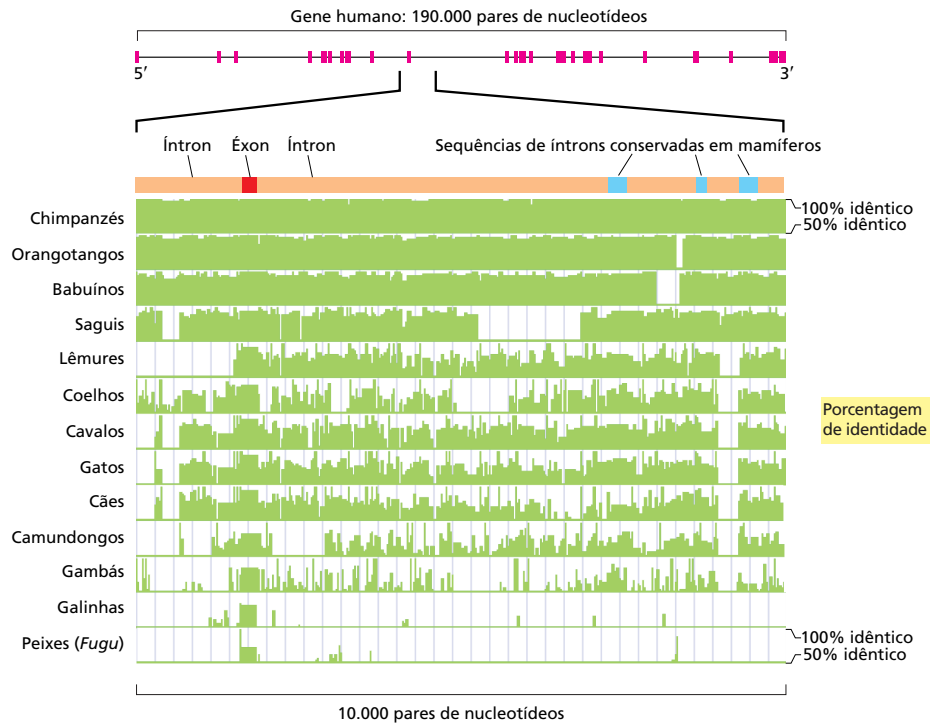 Gene humano: 190.000 pares de nucleotídeos
5′
3′
Íntron
Éxon
Íntron
Sequências de íntrons conservadas em mamíferos
Chimpanzés
100% idêntico
50% idêntico
Orangotangos
Babuínos
Saguis
Lêmures
Coelhos
Cavalos
Porcentagem
de identidade
Gatos
Cães
Camundongos
Gambás
Galinhas
Peixes (Fugu)
100% idêntico
50% idêntico
10.000 pares de nucleotídeos